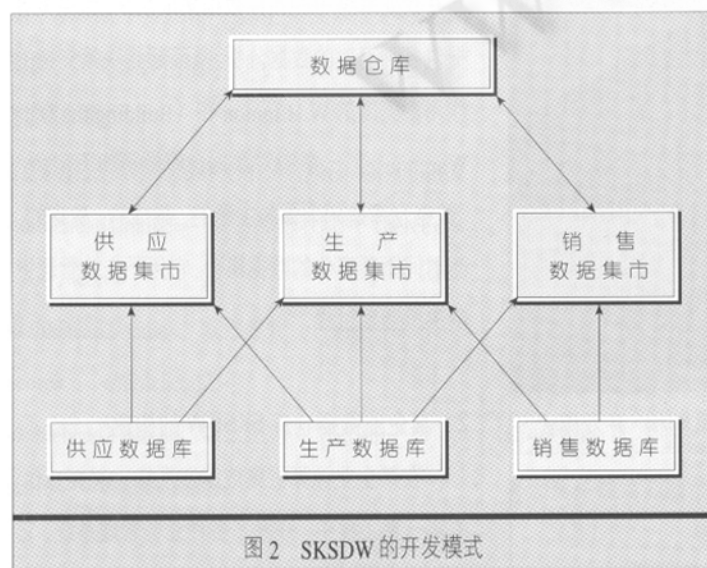 数据仓库
供应
数据集市
生产
数据集市
销售
数据集市
供应数据库
生产数据库
销售数据库
图2 SKSDW的开发模式